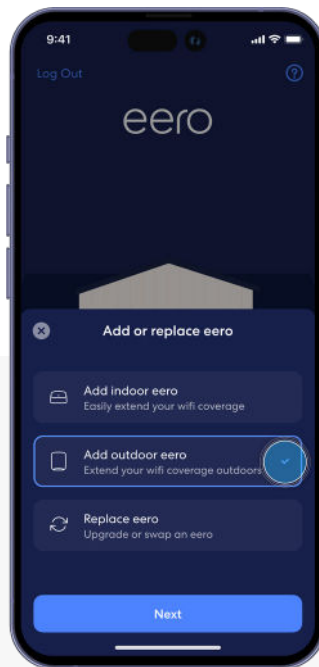 9:41
Log Out
eero
Add or replace eero
Add indoor eero
Easily extend your wifi coverage
Add outdoor eero
Extend your wifi coverage outdoors
Replace eero
Upgrade or swap an eero
Next